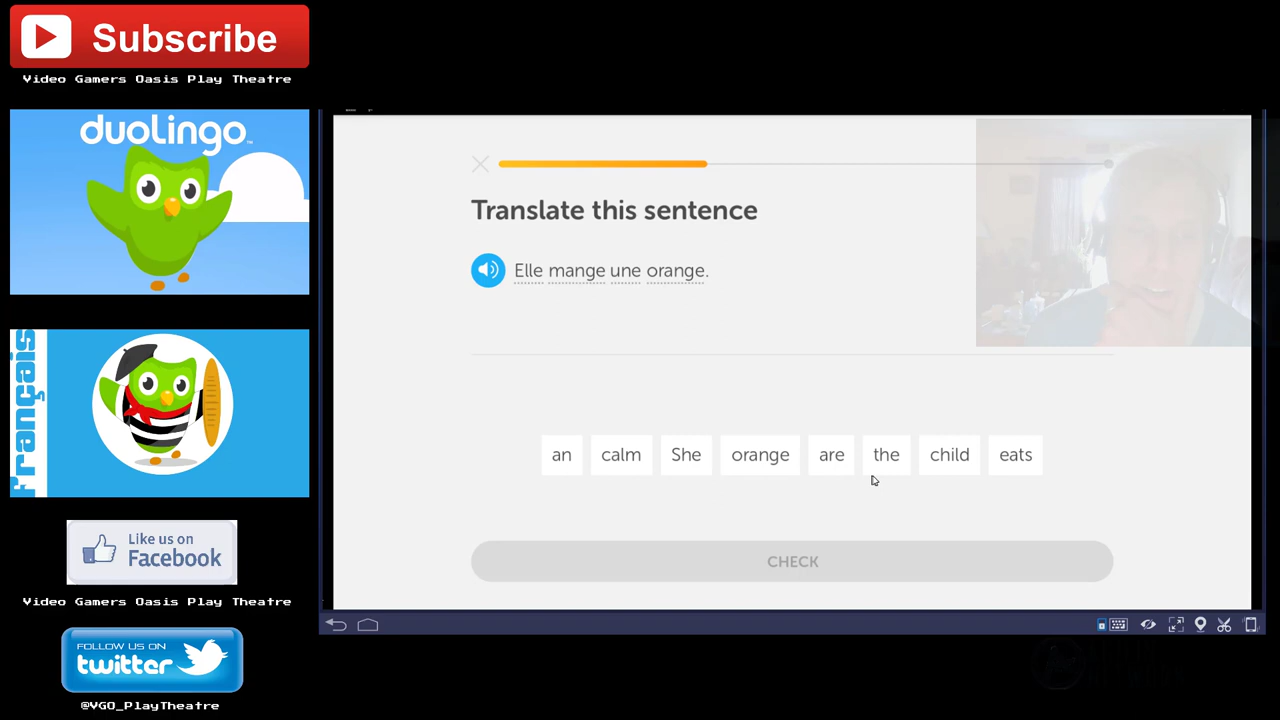 Subscribe
Video Gamers Oasis Play Theatre
duolingo
Français
Like us on
Facebook
Video Gamers Oasis Play Theatre
FOLLOW US ON
twitter
@VGO_PlayTheatre
Translate this sentence
Elle mange une orange.
an calm She orange are the child eats
CHECK